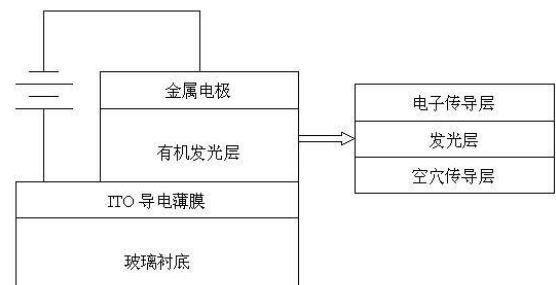 金属电极
有机发光层
ITO 导电薄膜
玻璃衬底
电子传导层
发光层
空穴传导层